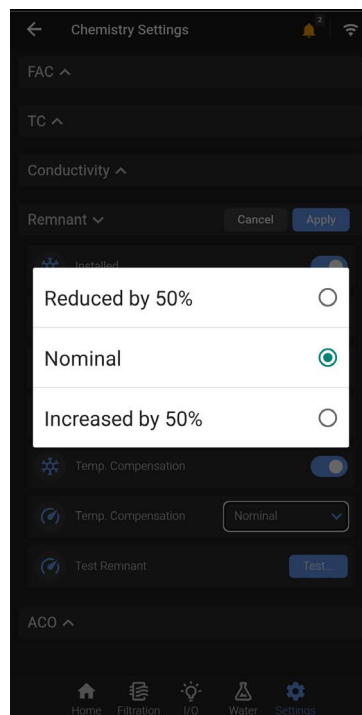 Chemistry Settings
2
FAC
TC
Conductivity
Remnant
Cancel
Apply
Installed
Reduced by 50%
Nominal
Increased by 50%
Temp. Compensation
Temp. Compensation
Nominal
Test Remnant
Test...
ACO
Home
Filtration
I/O
Water
Settings